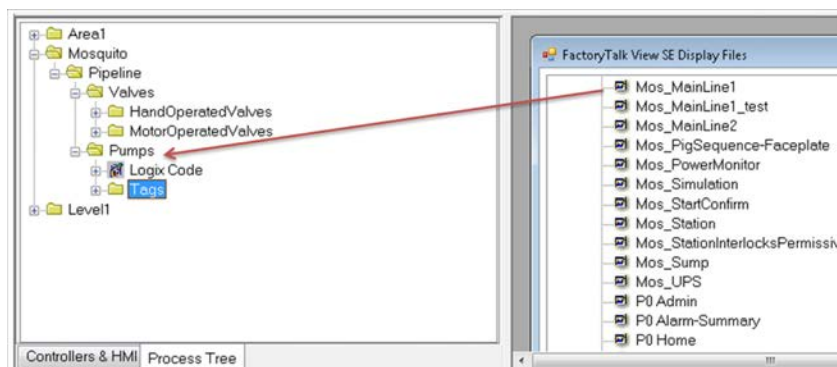 Area1
Mosquito
Pipeline
Valves
HandOperatedValves
MotorOperatedValves
Pumps
Logix Code
Tags
Level1
Controllers & HMI
Process Tree
FactoryTalk View SE Display Files
Mos_MainLine1
Mos_MainLine1_test
Mos_MainLine2
Mos_PigSequence-Faceplate
Mos_PowerMonitor
Mos_Simulation
Mos_StartConfirm
Mos_Station
Mos_StationInterlocksPermissiv
Mos_Sump
Mos_UPS
P0 Admin
P0 Alarm-Summary
P0 Home